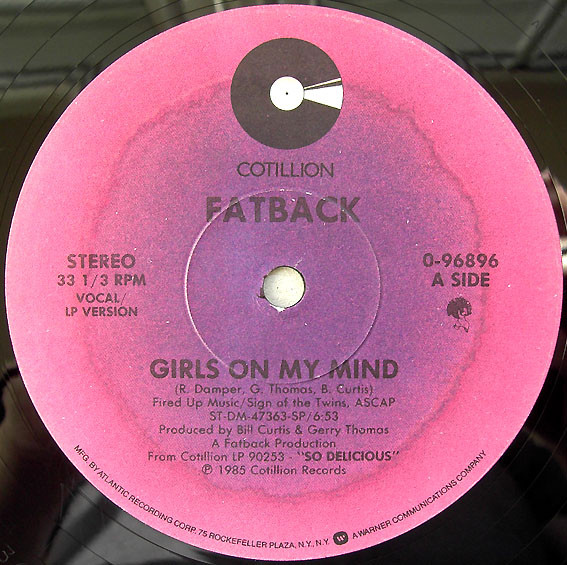 COTILLION
FATBACK
STEREO
33 1/3 RPM
VOCAL/
LP VERSION
0-96896
A SIDE
GIRLS ON MY MIND
(R. Damper, G. Thomas, B. Curtis)
Fired Up Music/Sign of the Twins, ASCAP
ST-DM-47363-SP/6:53
Produced by Bill Curtis & Gerry Thomas
A Fatback Production
From Cotillion LP 90253 - "SO DELICIOUS"
℗ 1985 Cotillion Records
MFG. BY ATLANTIC RECORDING CORP. 75 ROCKEFELLER PLAZA, N.Y., N.Y. W A WARNER COMMUNICATIONS COMPANY